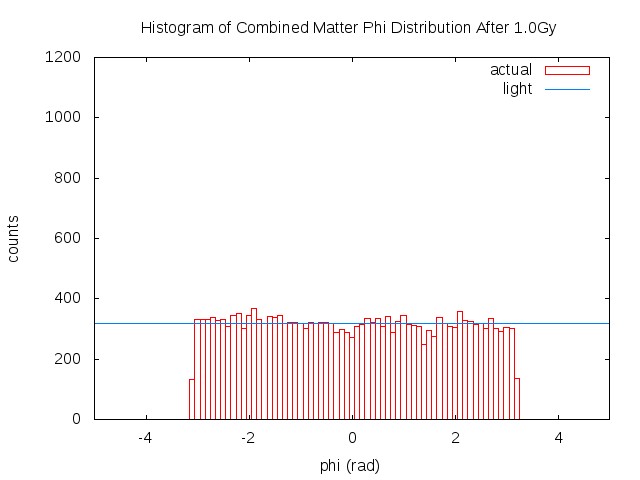 Histogram of Combined Matter Phi Distribution After 1.0Gy
1200
1000
800
600
400
200
0
counts
actual
light
-4
-2
0
2
4
phi (rad)